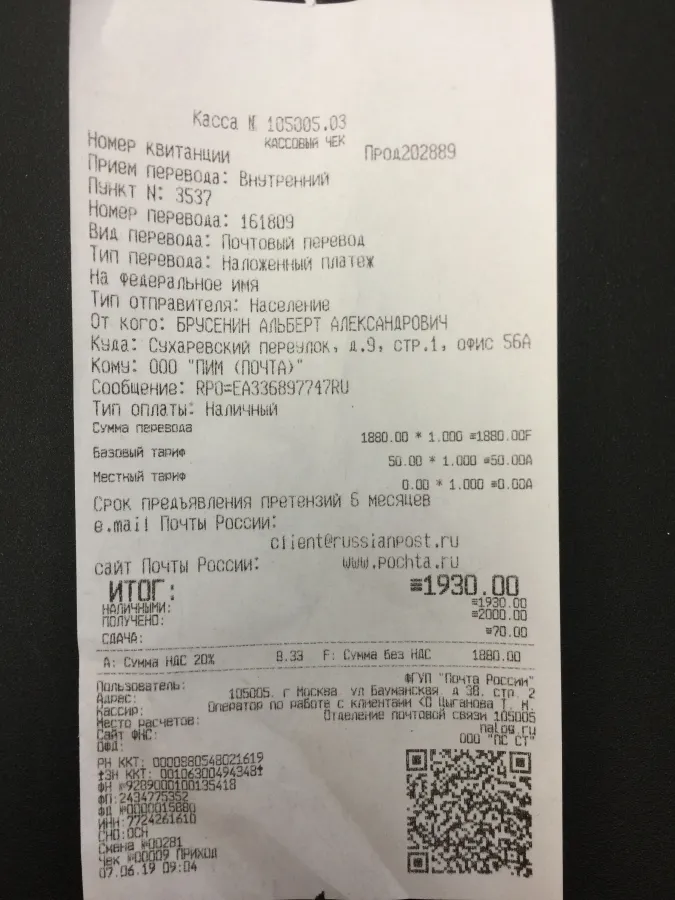 Касса № 105005.03
КАССОВЫЙ ЧЕК
Номер квитанции Прод202889
Прием перевода: Внутренний
Пункт N: 3537
Номер перевода: 161809
Вид перевода: Почтовый перевод
Тип перевода: Наложенный платеж
На федеральное имя
Тип отправителя: Население
От кого: БРУСЕНИН АЛЬБЕРТ АЛЕКСАНДРОВИЧ
Куда: Сухаревский переулок, д.9, стр.1, офис 56А
Кому: ООО "ПИМ (ПОЧТА)"
Сообщение: RPO=EA336897747RU
Тип оплаты: Наличный
Сумма перевода
1880.00 * 1.000 =1880.00F
Базовый тариф
50.00 * 1.000 =50.00А
Местный тариф
0.00 * 1.000 =0.00А
Срок предъявления претензий 6 месяцев
e.mail Почты России:
client@russianpost.ru
сайт Почты России: www.pochta.ru
ИТОГ: =1930.00
НАЛИЧНЫМИ: =1930.00
ПОЛУЧЕНО: =2000.00
СДАЧА: =70.00
А: Сумма НДС 20% 8.33 F: Сумма без НДС 1880.00
Пользователь: ФГУП "Почта России"
Адрес: 105005. г Москва ул Бауманская, д 38, стр. 2
Кассир: Оператор по работе с клиентами <О Цыганова Т. Н.
Место расчетов: Отделение почтовой связи 105005
Сайт ФНС: nalog.ru
ОФД: ООО "ПС СТ"
РН ККТ: 0000880548021619
ЗН ККТ: 00106300494348
ФН №9289000100135418
ФП: 2434775352
ФД №0000015880
ИНН: 7724261610
СНО: ОСН
Смена №00281
Чек №00009 ПРИХОД
07.06.19 09:04